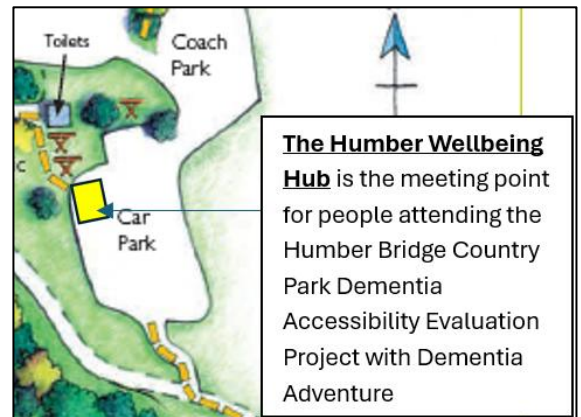 Toilets
Coach
Park
c
Car
Park
The Humber Wellbeing
Hub is the meeting point
for people attending the
Humber Bridge Country
Park Dementia
Accessibility Evaluation
Project with Dementia
Adventure